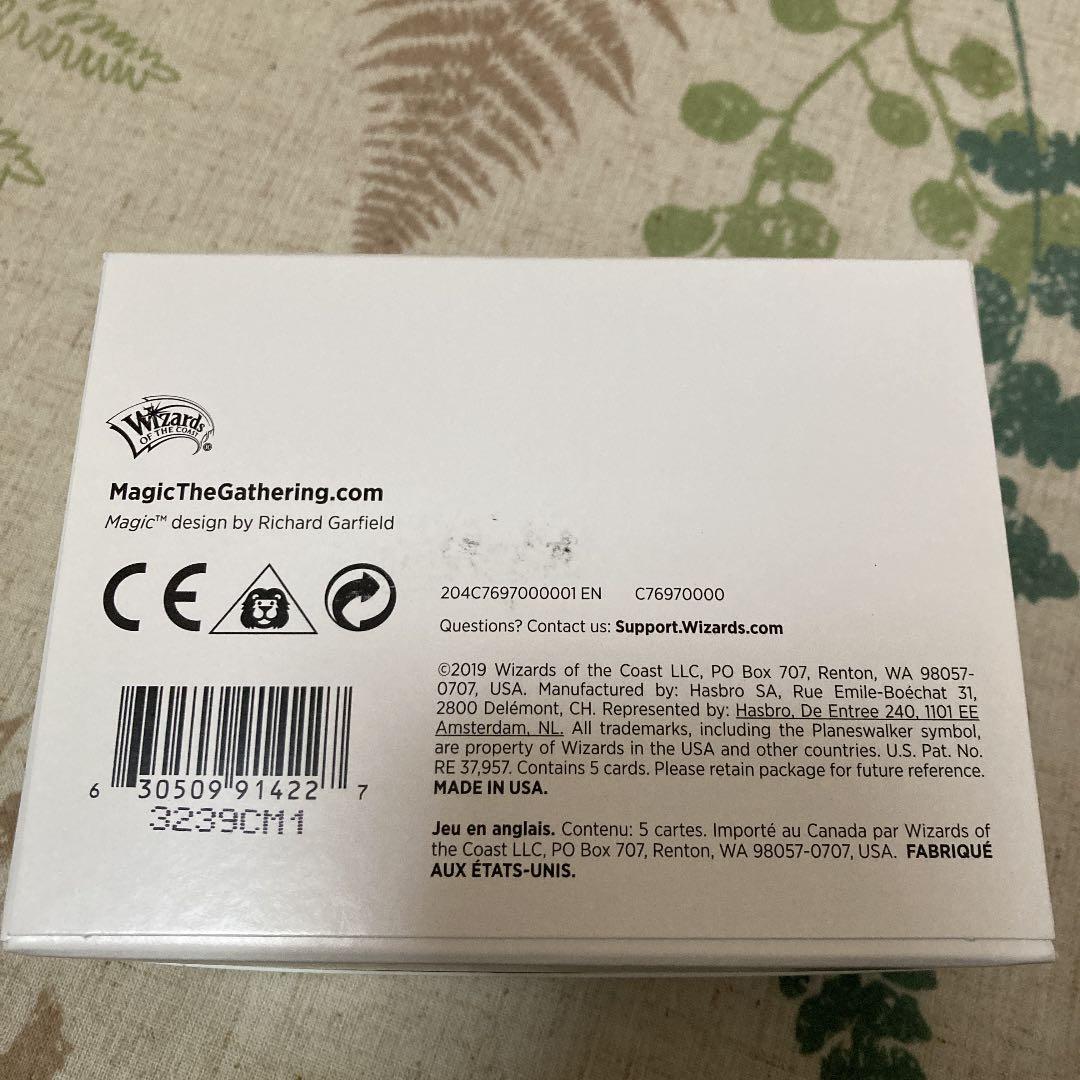 Wizards
OF THE COAST
MagicTheGathering.com
Magic™ design by Richard Garfield
CE
204C7697000001 EN C76970000
Questions? Contact us: Support.Wizards.com
©2019 Wizards of the Coast LLC, PO Box 707, Renton, WA 98057-
0707, USA. Manufactured by: Hasbro SA, Rue Emile-Boéchat 31,
2800 Delémont, CH. Represented by: Hasbro, De Entree 240, 1101 EE
Amsterdam, NL. All trademarks, including the Planeswalker symbol,
are property of Wizards in the USA and other countries. U.S. Pat. No.
RE 37,957. Contains 5 cards. Please retain package for future reference.
MADE IN USA.
6 30509 91422 7
3239CM1
Jeu en anglais. Contenu: 5 cartes. Importé au Canada par Wizards of
the Coast LLC, PO Box 707, Renton, WA 98057-0707, USA. FABRIQUÉ
AUX ÉTATS-UNIS.